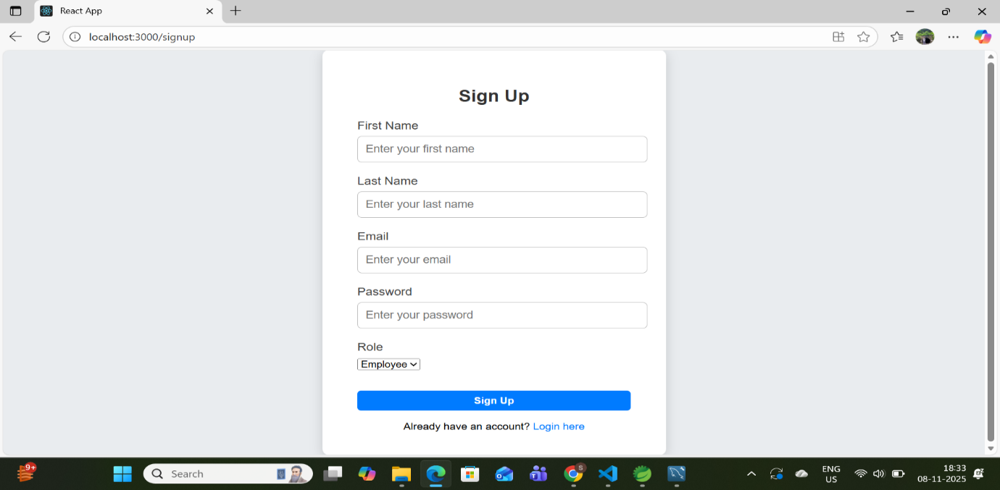 React App
localhost:3000/signup
Sign Up
First Name
Enter your first name
Last Name
Enter your last name
Email
Enter your email
Password
Enter your password
Role
Employee
Sign Up
Already have an account? Login here
9+
Search
S
ENG
US
18:33
08-11-2025